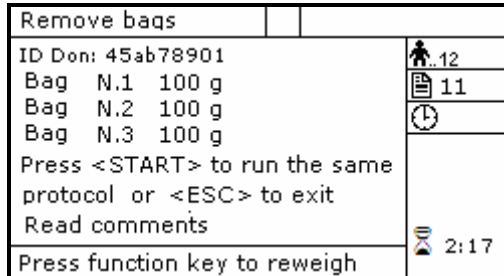 Remove bags
ID Don: 45ab78901
..12
Bag N.1 100 g
11
Bag N.2 100 g
Bag N.3 100 g
Press <START> to run the same
protocol or <ESC> to exit
Read comments
2:17
Press function key to reweigh